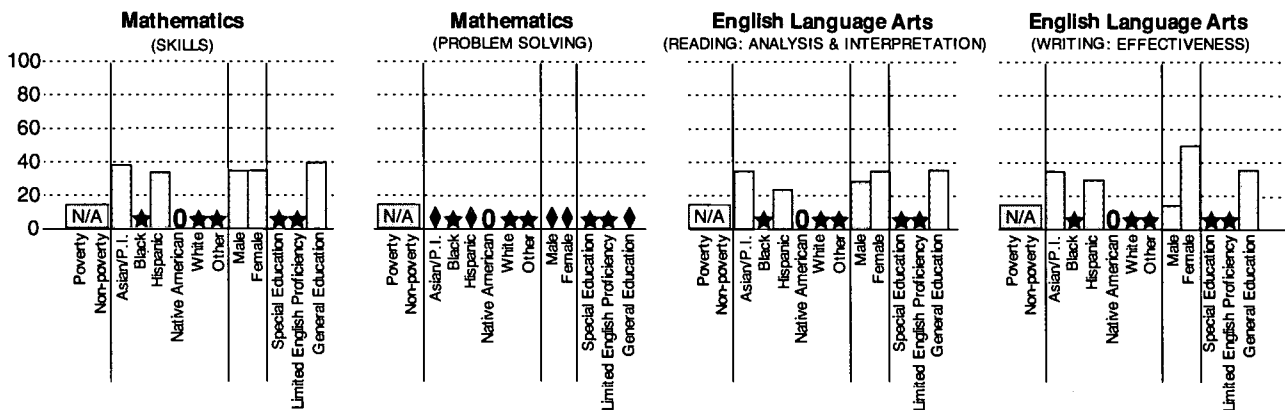 Mathematics
(SKILLS)
100
80
60
40
20
0
N/A
0
Poverty
Non-poverty
Asian/P.I.
Black
Hispanic
Native American
White
Other
Male
Female
Special Education
Limited English Proficiency
General Education
Mathematics
(PROBLEM SOLVING)
N/A
0
Poverty
Non-poverty
Asian/P.I.
Black
Hispanic
Native American
White
Other
Male
Female
Special Education
Limited English Proficiency
General Education
English Language Arts
(READING: ANALYSIS & INTERPRETATION)
N/A
0
Poverty
Non-poverty
Asian/P.I.
Black
Hispanic
Native American
White
Other
Male
Female
Special Education
Limited English Proficiency
General Education
English Language Arts
(WRITING: EFFECTIVENESS)
N/A
0
Poverty
Non-poverty
Asian/P.I.
Black
Hispanic
Native American
White
Other
Male
Female
Special Education
Limited English Proficiency
General Education